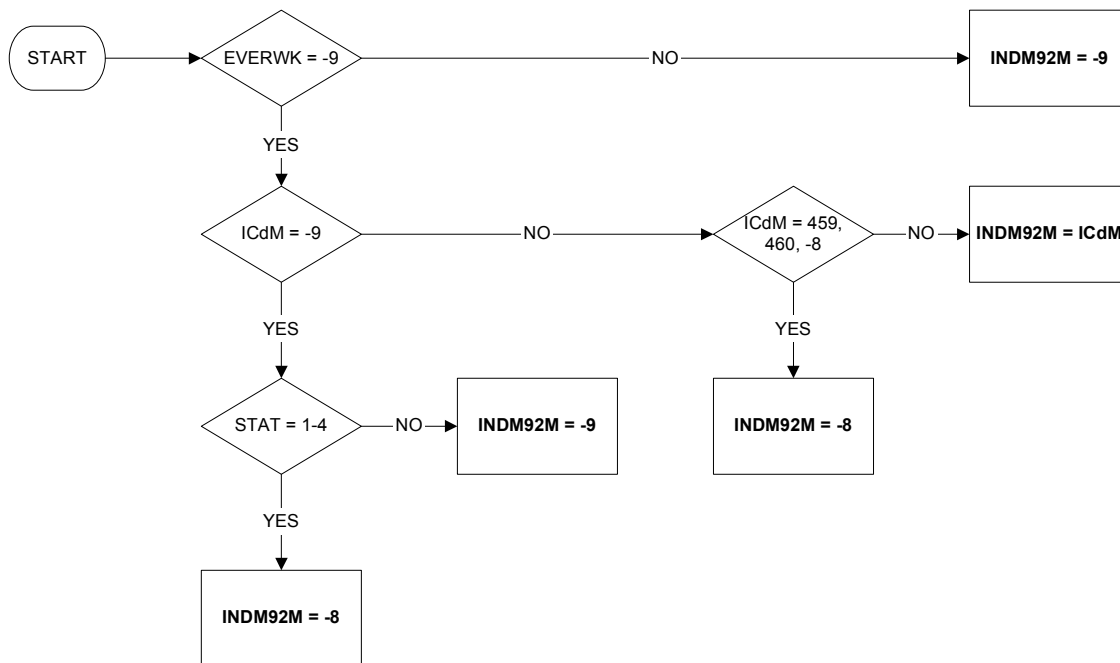 START
EVERWK = -9
NO
INDM92M = -9
YES
ICdM = -9
NO
ICdM = 459,
460, -8
NO
INDM92M = ICdM
YES
YES
STAT = 1-4
NO
INDM92M = -9
INDM92M = -8
YES
INDM92M = -8